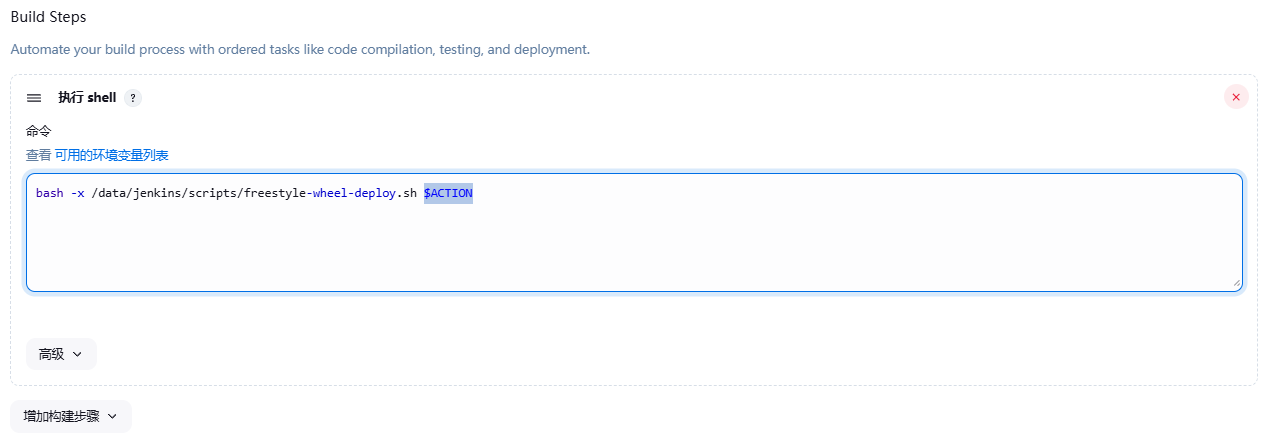 Build Steps
Automate your build process with ordered tasks like code compilation, testing, and deployment.
执行 shell ?
命令
查看 可用的环境变量列表
bash -x /data/jenkins/scripts/freestyle-wheel-deploy.sh $ACTION
高级
增加构建步骤